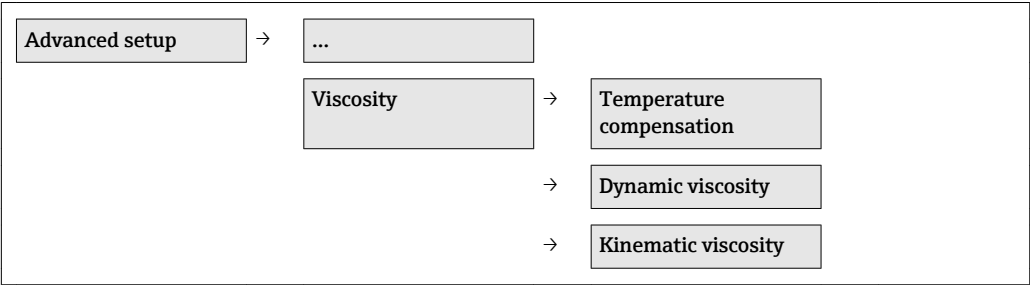 Advanced setup → ...
Viscosity → Temperature
compensation
→ Dynamic viscosity
→ Kinematic viscosity